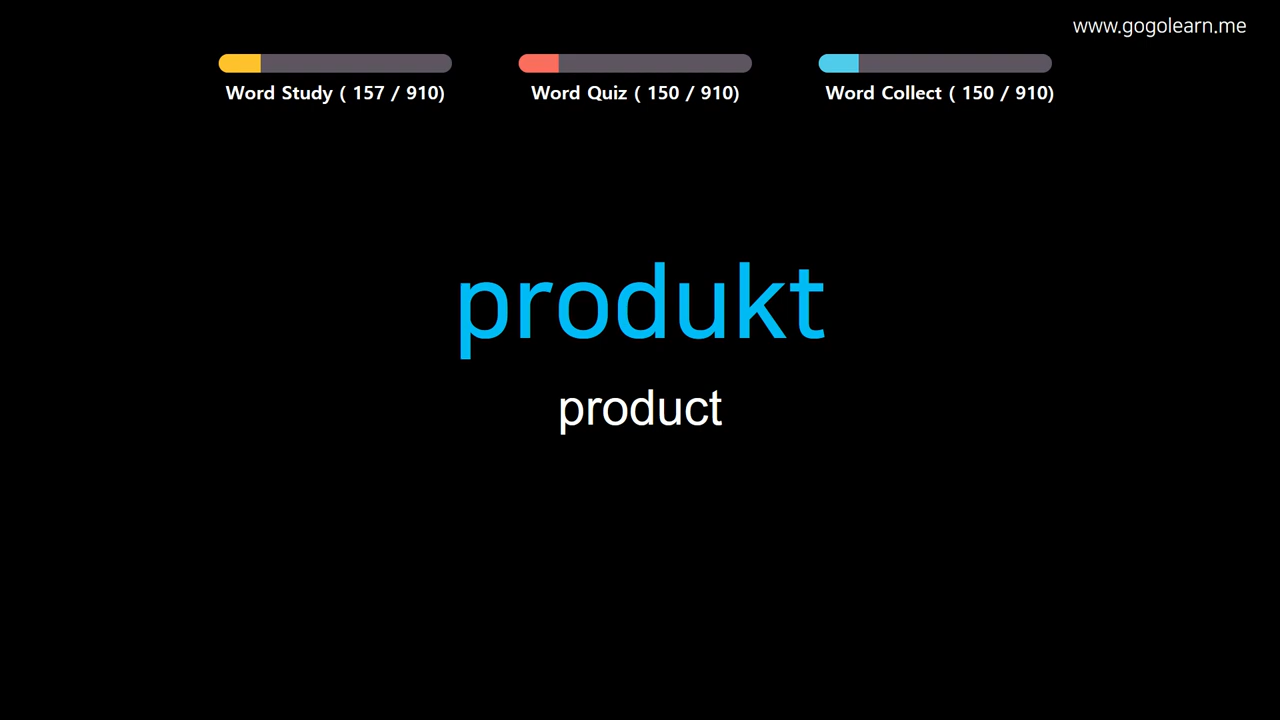 www.gogolearn.me
Word Study ( 157 / 910)
Word Quiz ( 150 / 910)
Word Collect ( 150 / 910)
produkt
product